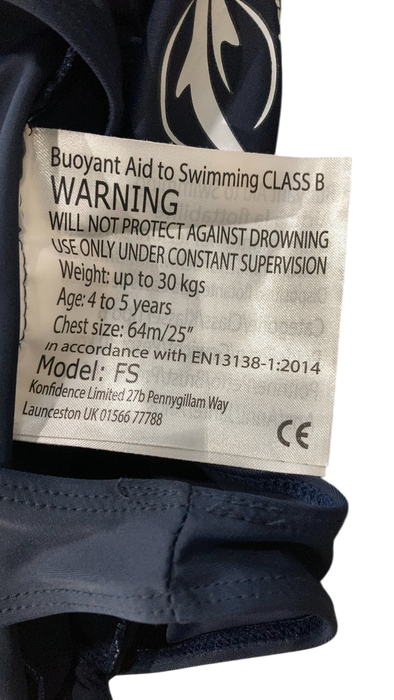 Buoyant Aid to Swimming CLASS B
WARNING
WILL NOT PROTECT AGAINST DROWNING
USE ONLY UNDER CONSTANT SUPERVISION
Weight: up to 30 kgs
Age: 4 to 5 years
Chest size: 64m/25”
in accordance with EN13138-1:2014
Model: FS
Konfidence Limited 27b Pennygillam Way
Launceston UK 01566 77788
CE